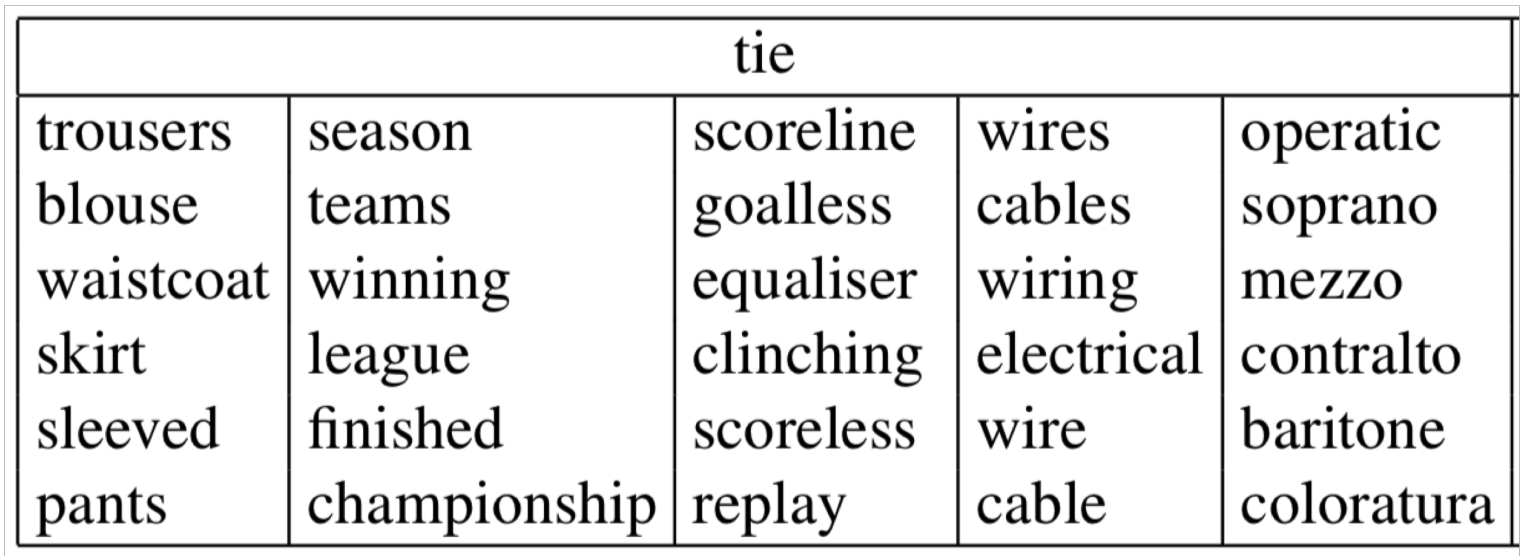 tie
trousers season scoreline wires operatic
blouse teams goalless cables soprano
waistcoat winning equaliser wiring mezzo
skirt league clinching electrical contralto
sleeved finished scoreless wire baritone
pants championship replay cable coloratura